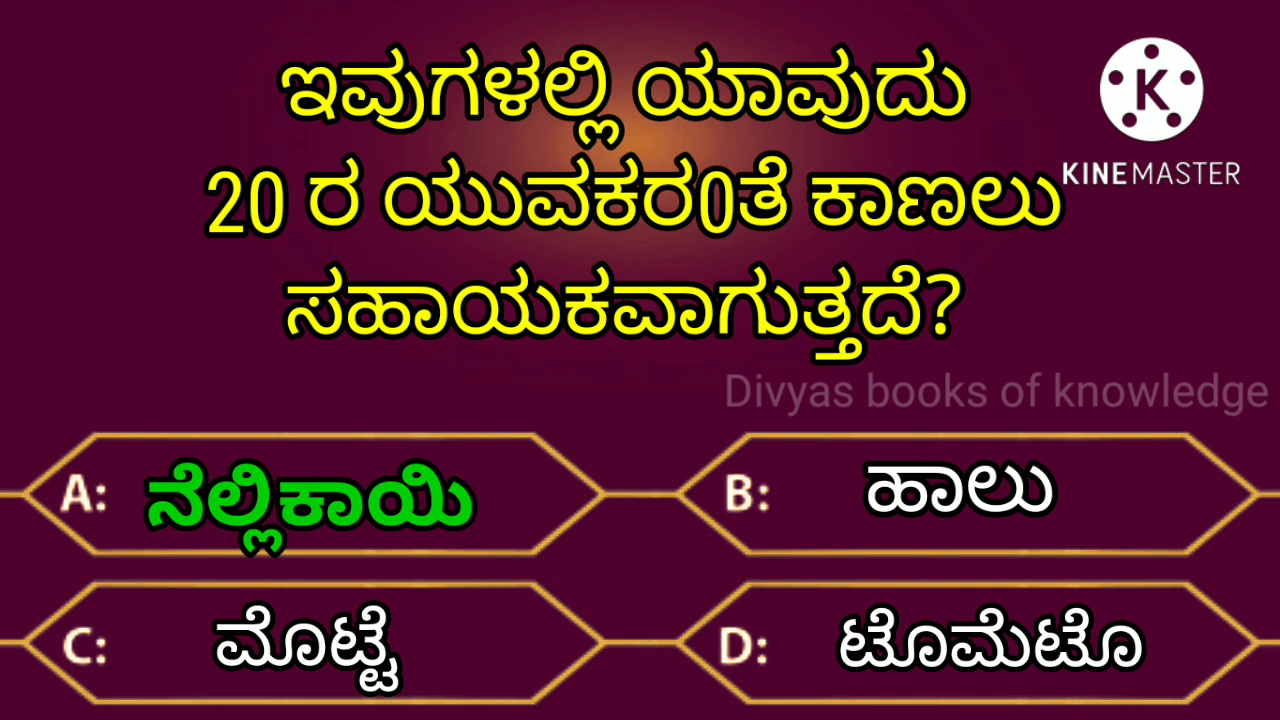 ಇವುಗಳಲ್ಲಿ ಯಾವುದು
20 ರ ಯುವಕರ0ತೆ ಕಾಣಲು
ಸಹಾಯಕವಾಗುತ್ತದೆ?
K
KINEMASTER
Divyas books of knowledge
A: ನೆಲ್ಲಿಕಾಯಿ
B: ಹಾಲು
C: ಮೊಟ್ಟೆ
D: ಟೊಮೆಟೊ